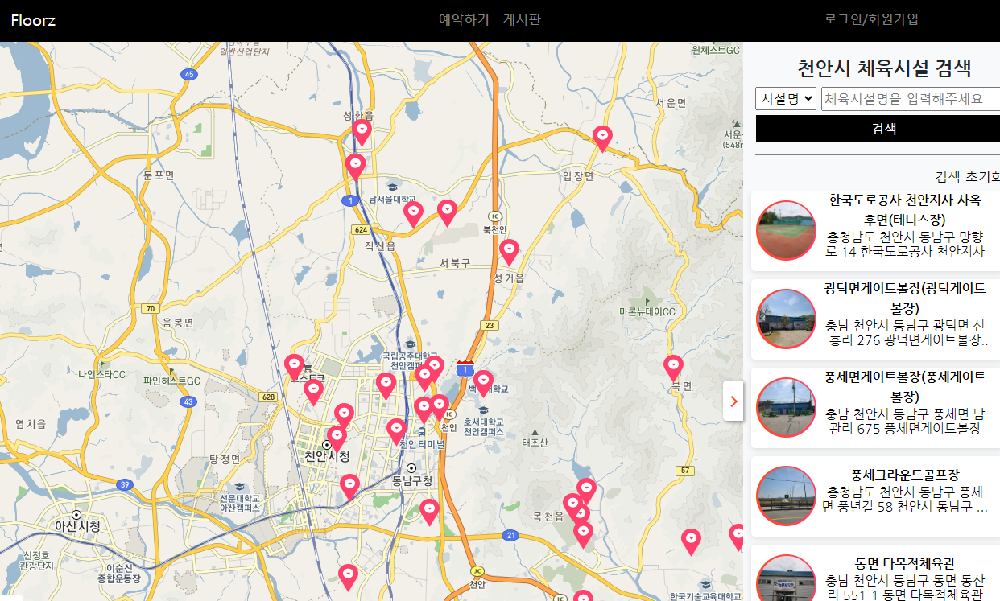 Floorz
예약하기 게시판
로그인/회원가입
일반산업단지
윈체스트GC
45
성환읍
서운면
둔포면
입장면
남서울대학교
1
IC
북천안
624
직산읍
서북구
성거읍
70
음봉면
23
마론뉴데이CC
국립공주대학교
천안캠퍼
1
나인스타CC
파인허스트GC
코스트코
북면
628
43
염치읍
IC
천안
호서대학교
천안캠퍼스
태조산
천안터미널
천안시청
탕정면
57
동남구청
39
선문대학교
아산캠퍼스
목천읍
아산시청
21
신정호
관광단지
이순신
종합운동장
JC
천안
IC
한국기술교육대학교
천안시 체육시설 검색
시설명 체육시설명을 입력해주세요
검색
검색 초기화
한국도로공사 천안지사 사옥
후면(테니스장)
충청남도 천안시 동남구 망향
로 14 한국도로공사 천안지사
광덕면게이트볼장(광덕게이트
볼장)
충남 천안시 동남구 광덕면 신
흥리 276 광덕면게이트볼장..
풍세면게이트볼장(풍세게이트
볼장)
충남 천안시 동남구 풍세면 남
관리 675 풍세면게이트볼장
풍세그라운드골프장
충청남도 천안시 동남구 풍세
면 풍년길 58 천안시 동남구 ...
동면 다목적체육관
충남 천안시 동남구 동면 동산
리 551-1 동면 다목적체육관